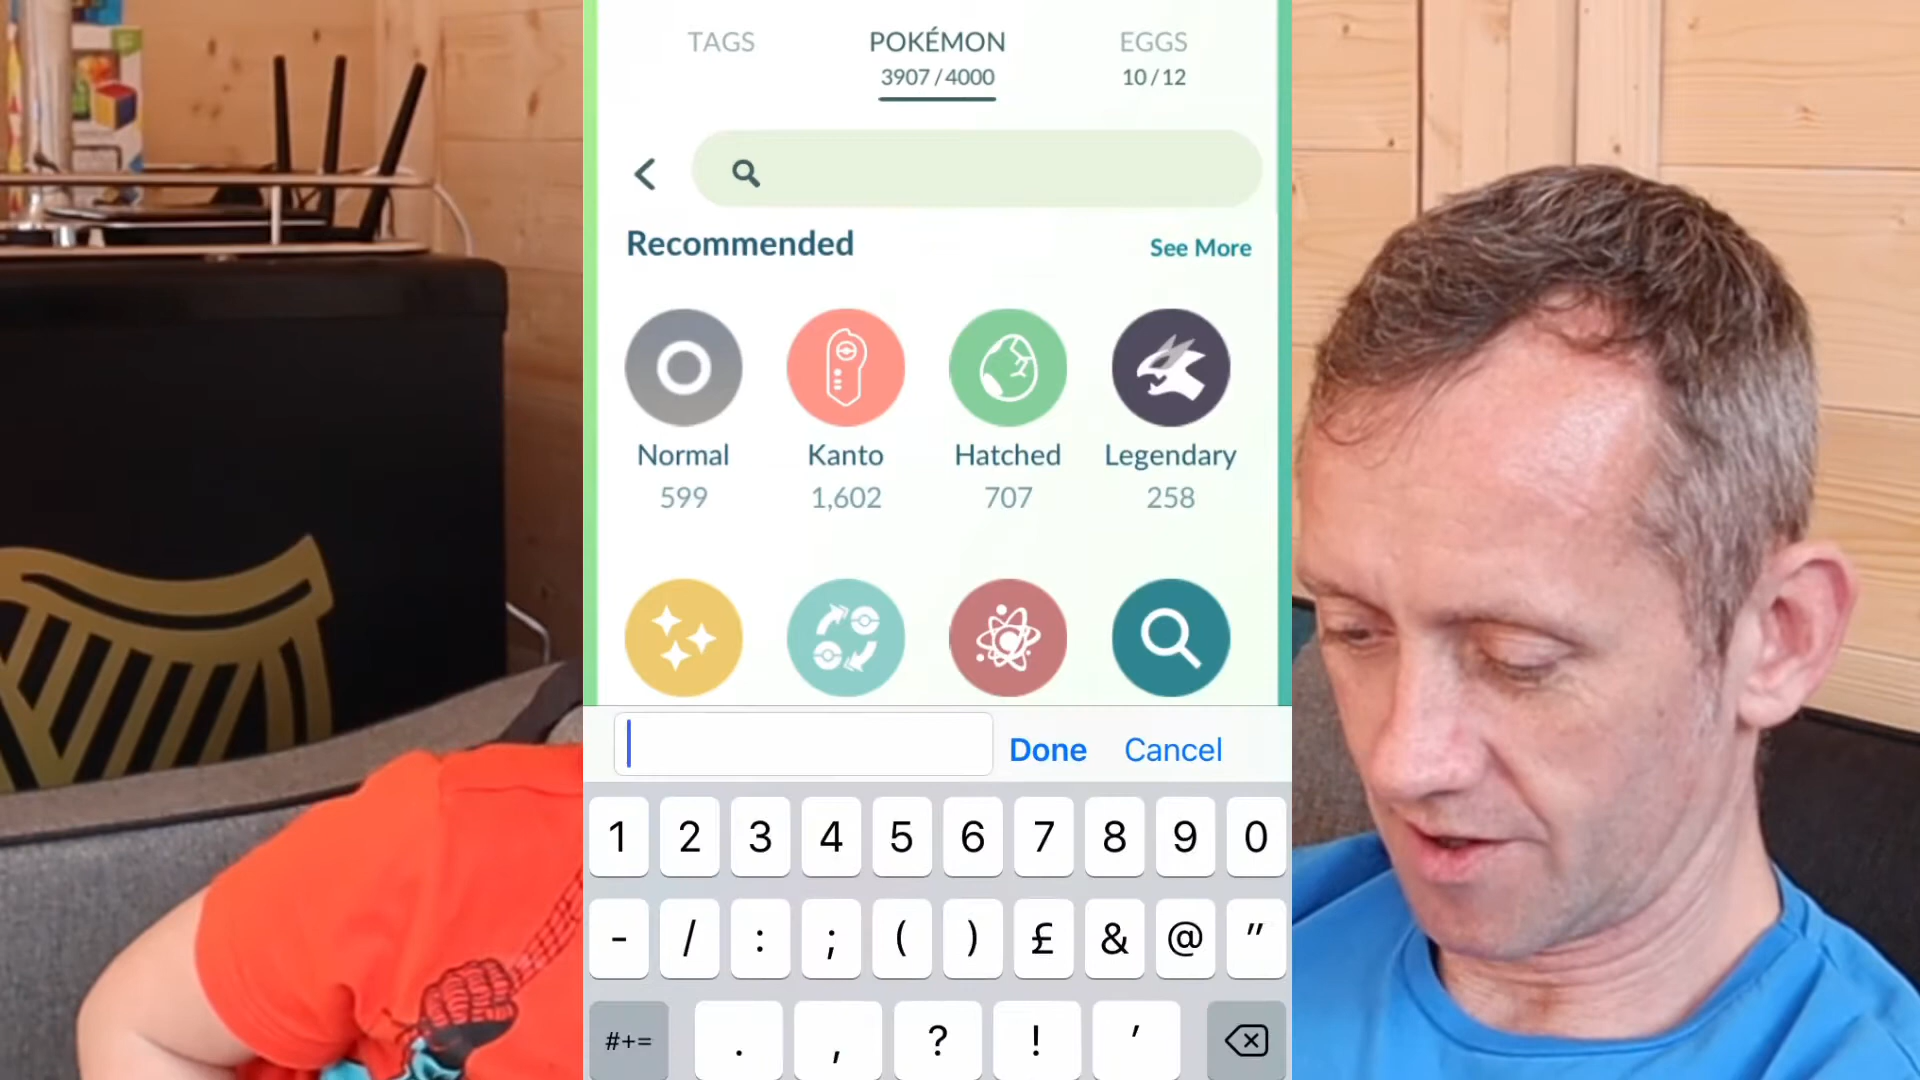 TAGS POKÉMON EGGS
3907 / 4000 10 / 12
Recommended See More
Normal Kanto Hatched Legendary
599 1,602 707 258
Done Cancel
1 2 3 4 5 6 7 8 9 0
- / : ; ( ) £ & @ "
#+= . , ? ! '